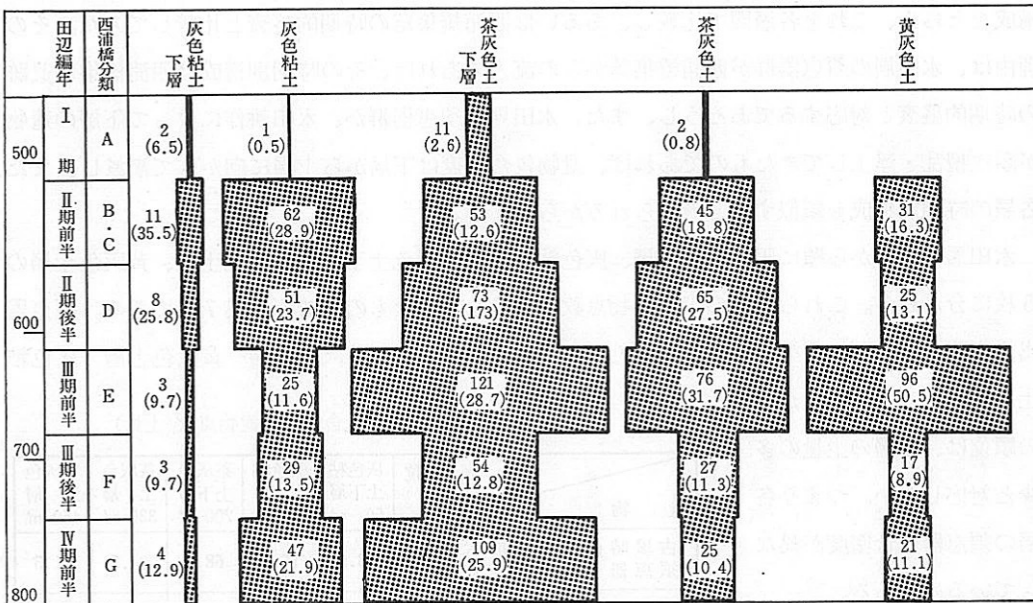 田辺編年
西浦橋分類
灰色粘土下層
灰色粘土
茶灰色土下層
茶灰色土
黄灰色土
I期 A 2 (6.5) 1 (0.5) 11 (2.6) 2 (0.8)
500
II期前半 B・C 11 (35.5) 62 (28.9) 53 (12.6) 45 (18.8) 31 (16.3)
II期後半 D 8 (25.8) 51 (23.7) 73 (173) 65 (27.5) 25 (13.1)
600
III期前半 E 3 (9.7) 25 (11.6) 121 (28.7) 76 (31.7) 96 (50.5)
700
III期後半 F 3 (9.7) 29 (13.5) 54 (12.8) 27 (11.3) 17 (8.9)
IV期前半 G 4 (12.9) 47 (21.9) 109 (25.9) 25 (10.4) 21 (11.1)
800